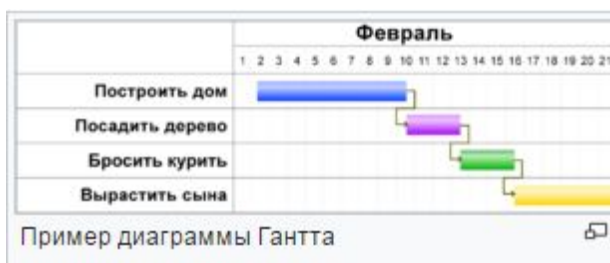 Февраль
1 2 3 4 5 6 7 8 9 10 11 12 13 14 15 16 17 18 19 20 21
Построить дом
Посадить дерево
Бросить курить
Вырастить сына
Пример диаграммы Гантта